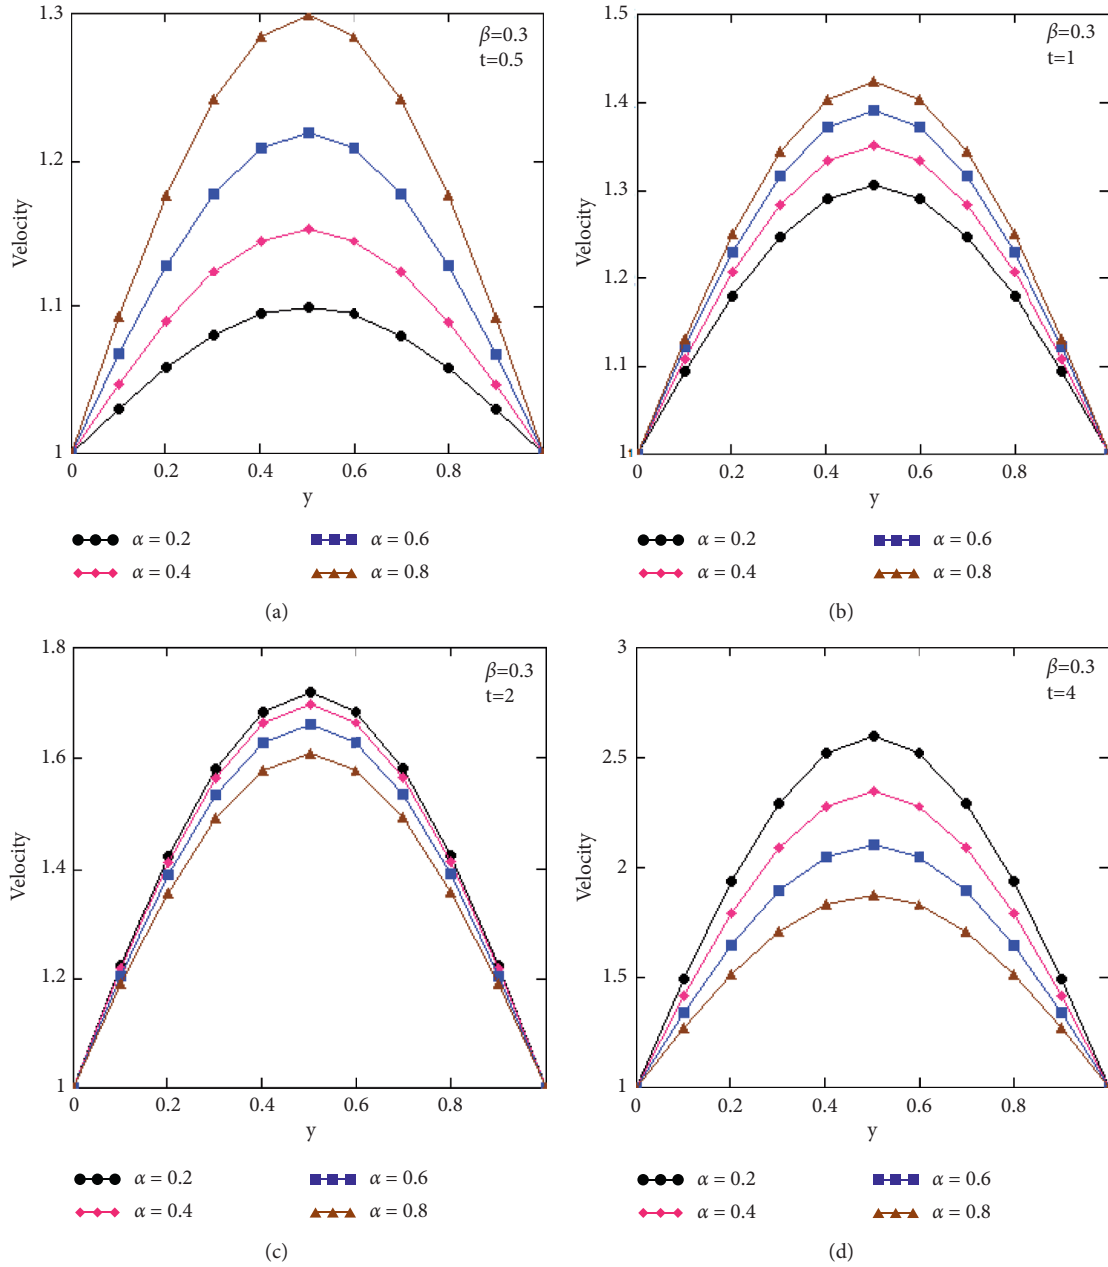 1.3
β=0.3
t=0.5
1.2
Velocity
1.1
1
0 0.2 0.4 0.6 0.8
y
α = 0.2 α = 0.6
α = 0.4 α = 0.8
(a)
1.5
β=0.3
t=1
1.4
1.3
Velocity
1.2
1.1
1
0 0.2 0.4 0.6 0.8
y
α = 0.2 α = 0.6
α = 0.4 α = 0.8
(b)
1.8
β=0.3
t=2
1.6
Velocity
1.4
1.2
1
0 0.2 0.4 0.6 0.8
y
α = 0.2 α = 0.6
α = 0.4 α = 0.8
(c)
3
β=0.3
t=4
2.5
Velocity
2
1.5
1
0 0.2 0.4 0.6 0.8
y
α = 0.2 α = 0.6
α = 0.4 α = 0.8
(d)